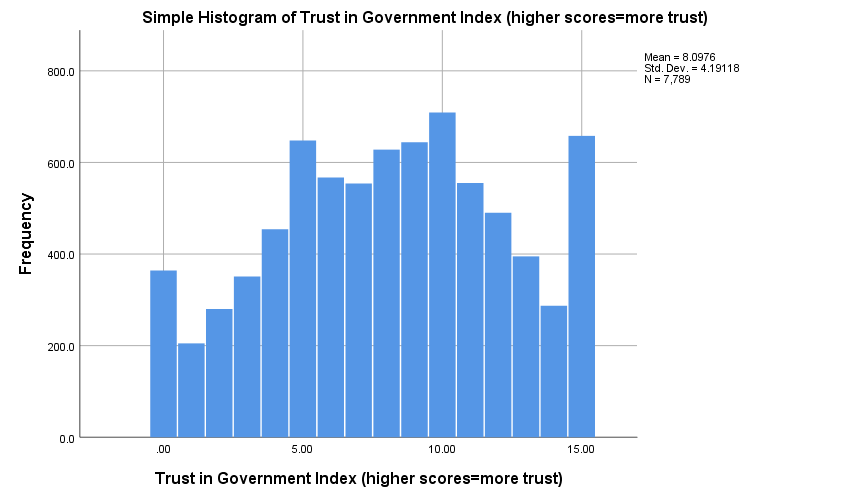 Simple Histogram of Trust in Government Index (higher scores=more trust)
Mean = 8.0976
Std. Dev. = 4.19118
N = 7,789
800.0
600.0
400.0
200.0
0.0
Frequency
.00 5.00 10.00 15.00
Trust in Government Index (higher scores=more trust)